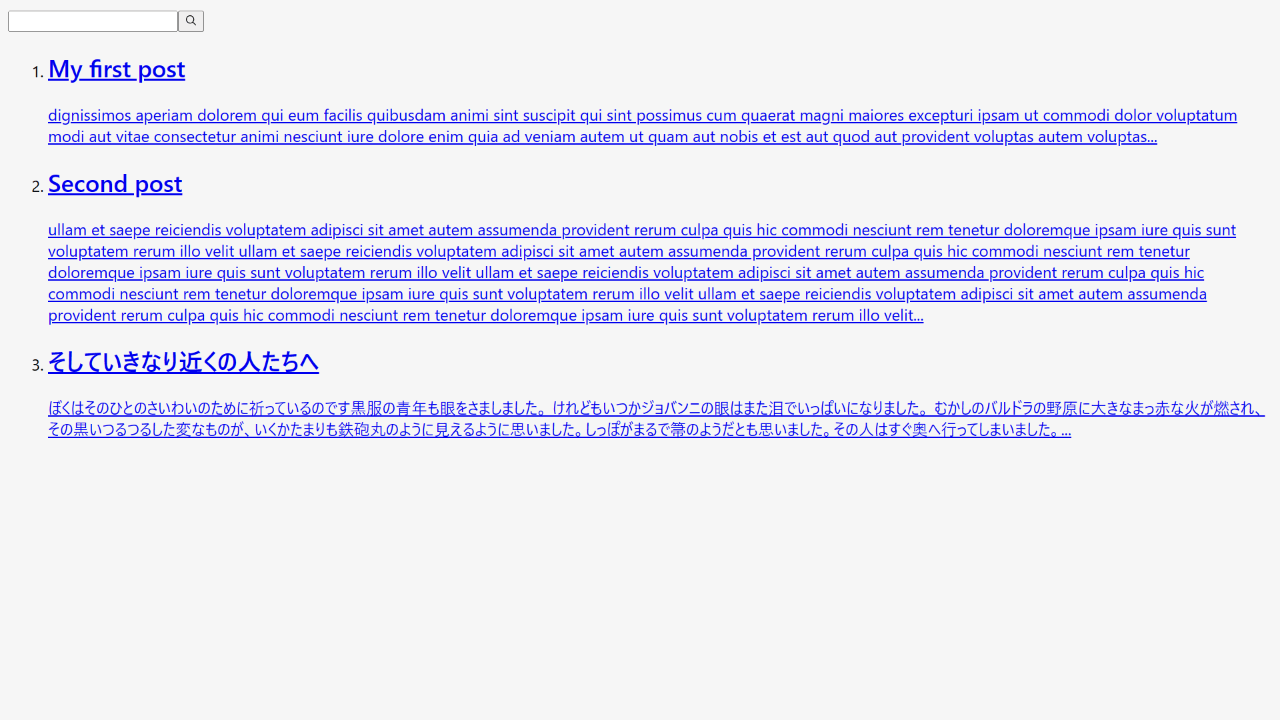 1. My first post
dignissimos aperiam dolorem qui eum facilis quibusdam animi sint suscipit qui sint possimus cum quaerat magni maiores excepturi ipsam ut commodi dolor voluptatum
modi aut vitae consectetur animi nesciunt iure dolore enim quia ad veniam autem ut quam aut nobis et est aut quod aut provident voluptas autem voluptas...
2. Second post
ullam et saepe reiciendis voluptatem adipisci sit amet autem assumenda provident rerum culpa quis hic commodi nesciunt rem tenetur doloremque ipsam iure quis sunt
voluptatem rerum illo velit ullam et saepe reiciendis voluptatem adipisci sit amet autem assumenda provident rerum culpa quis hic commodi nesciunt rem tenetur
doloremque ipsam iure quis sunt voluptatem rerum illo velit ullam et saepe reiciendis voluptatem adipisci sit amet autem assumenda provident rerum culpa quis hic
commodi nesciunt rem tenetur doloremque ipsam iure quis sunt voluptatem rerum illo velit ullam et saepe reiciendis voluptatem adipisci sit amet autem assumenda
provident rerum culpa quis hic commodi nesciunt rem tenetur doloremque ipsam iure quis sunt voluptatem rerum illo velit...
3. そしていきなり近くの人たちへ
ぼくはそのひとのさいわいのために祈っているのです黒服の青年も眼をさましました。 けれどもいつかジョバンニの眼はまた泪でいっぱいになりました。 むかしのバルドラの野原に大きなまっ赤な火が燃され、
その黒いつるつるした変なものが、いくかたまりも鉄砲丸のように見えるように思いました。しっぽがまるで箒のようだとも思いました。その人はすぐ奥へ行ってしまいました。...